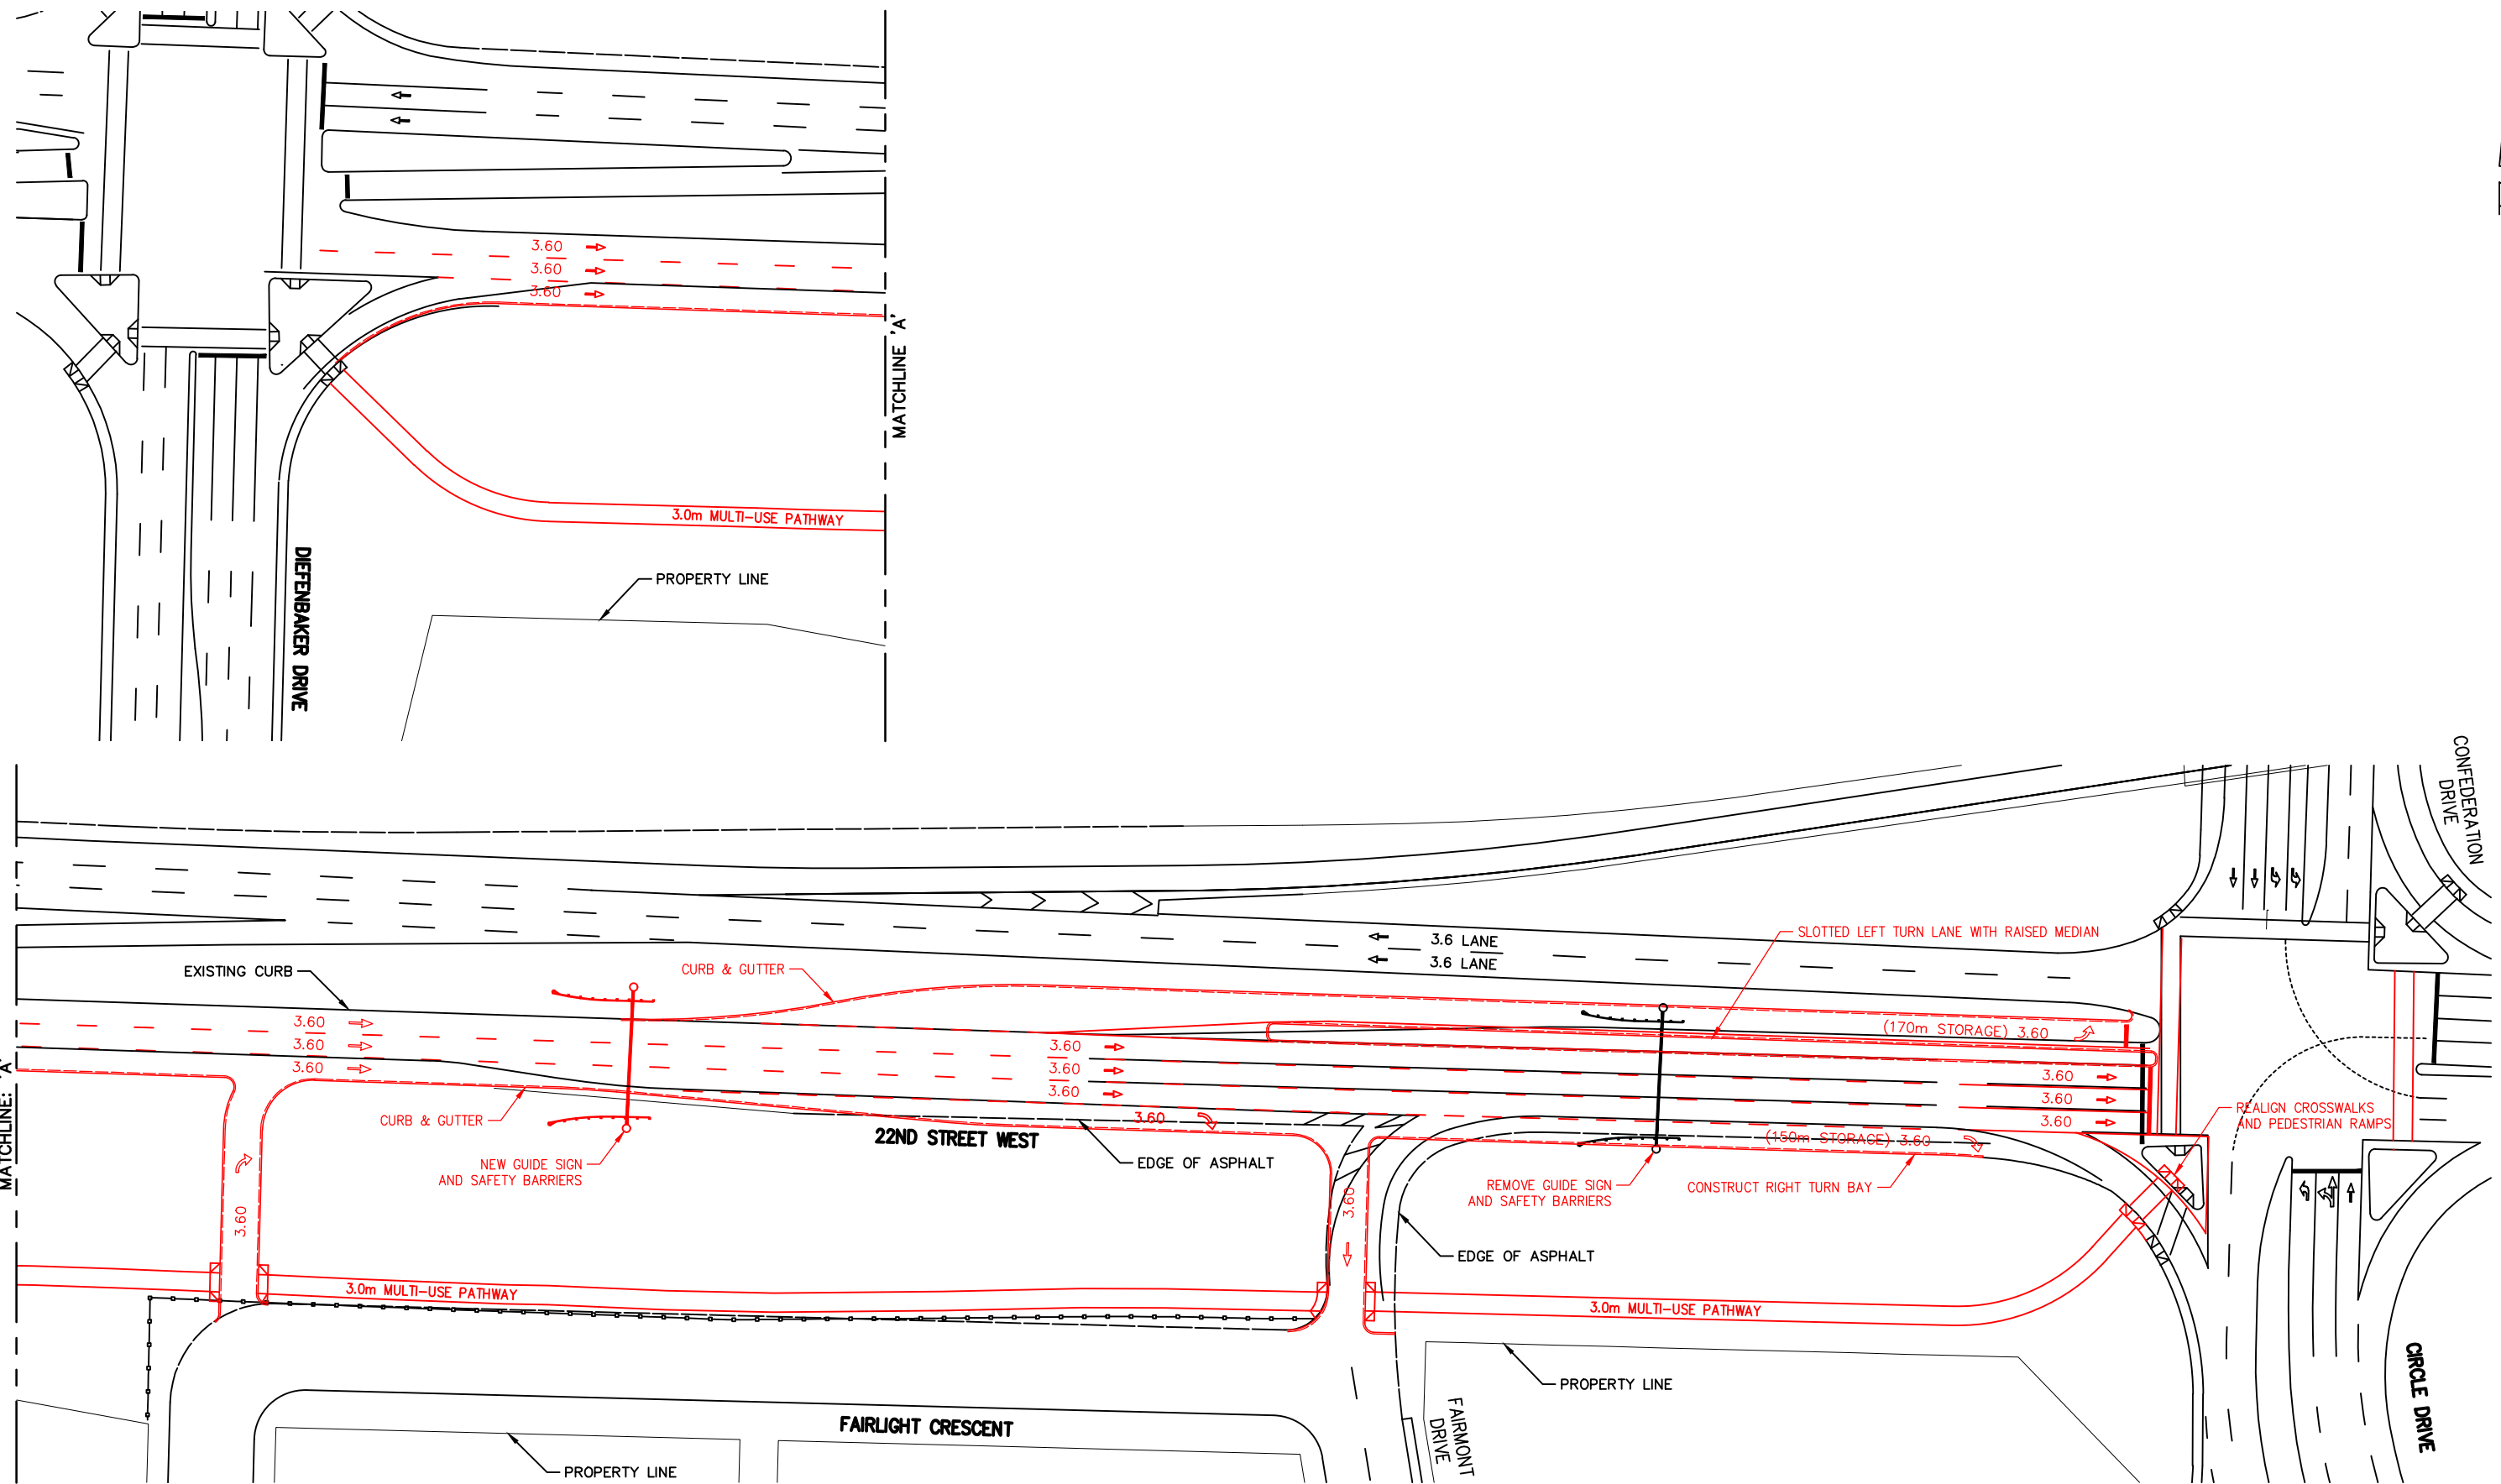 3.60
3.60
3.60
MATCHLINE 'A'
3.0m MULTI-USE PATHWAY
DIEFENBAKER DRIVE
PROPERTY LINE
CONFEDERATION
DRIVE
3.6 LANE
3.6 LANE
SLOTTED LEFT TURN LANE WITH RAISED MEDIAN
EXISTING CURB
CURB & GUTTER
3.60
3.60
3.60
(170m STORAGE) 3.60
3.60
3.60
3.60
3.60
3.60
3.60
MATCHLINE: 'A'
CURB & GUTTER
3.60
22ND STREET WEST
(150m STORAGE) 3.60
REALIGN CROSSWALKS
AND PEDESTRIAN RAMPS
NEW GUIDE SIGN
AND SAFETY BARRIERS
EDGE OF ASPHALT
REMOVE GUIDE SIGN
AND SAFETY BARRIERS
CONSTRUCT RIGHT TURN BAY
3.60
3.60
EDGE OF ASPHALT
3.0m MULTI-USE PATHWAY
3.0m MULTI-USE PATHWAY
PROPERTY LINE
CIRCLE DRIVE
FAIRLIGHT CRESCENT
FAIRMONT
DRIVE
PROPERTY LINE